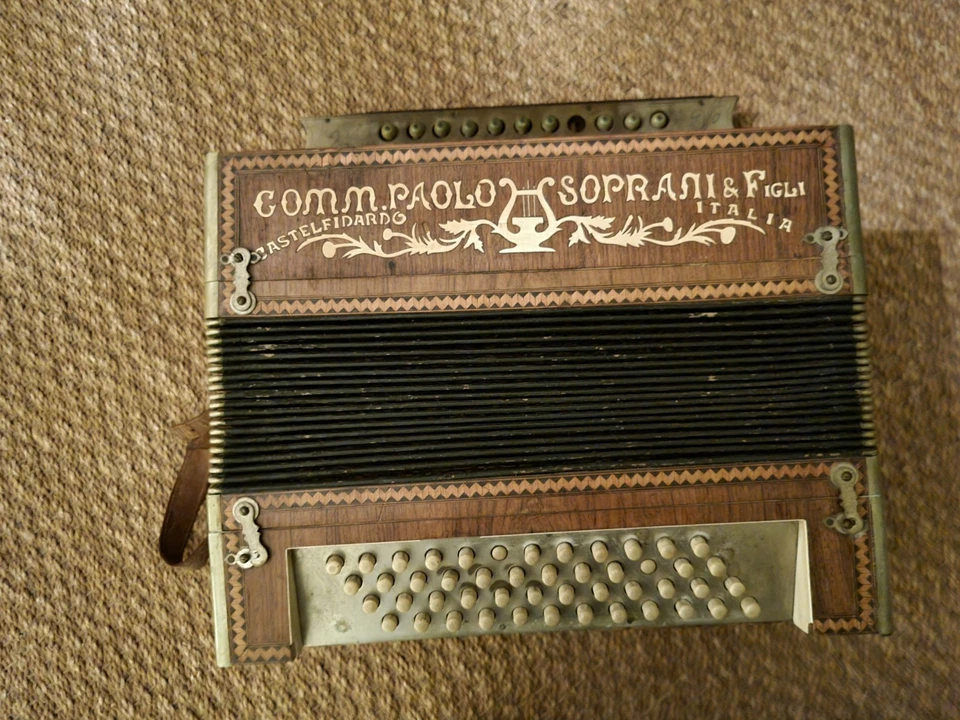 COMM. PAOLO SOPRANI & FIGLI
CASTELFIDARDO ITALIA